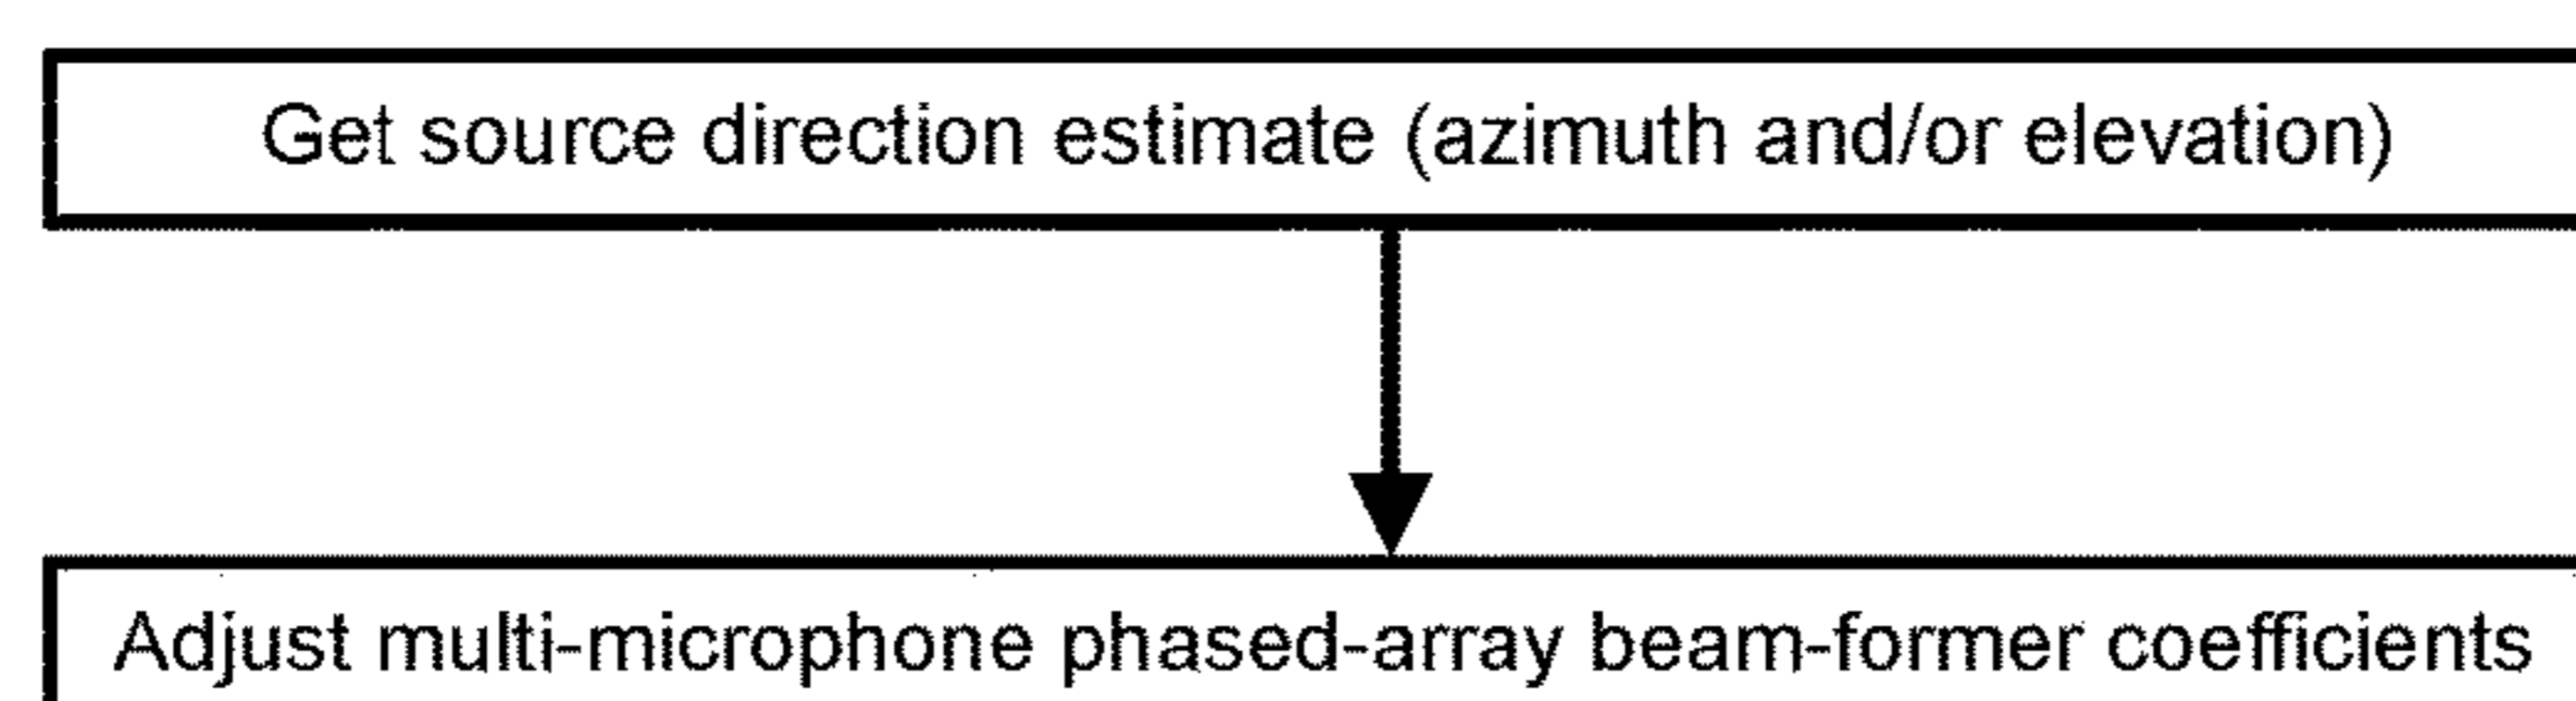 Get source direction estimate (azimuth and/or elevation)
Adjust multi-microphone phased-array beam-former coefficients